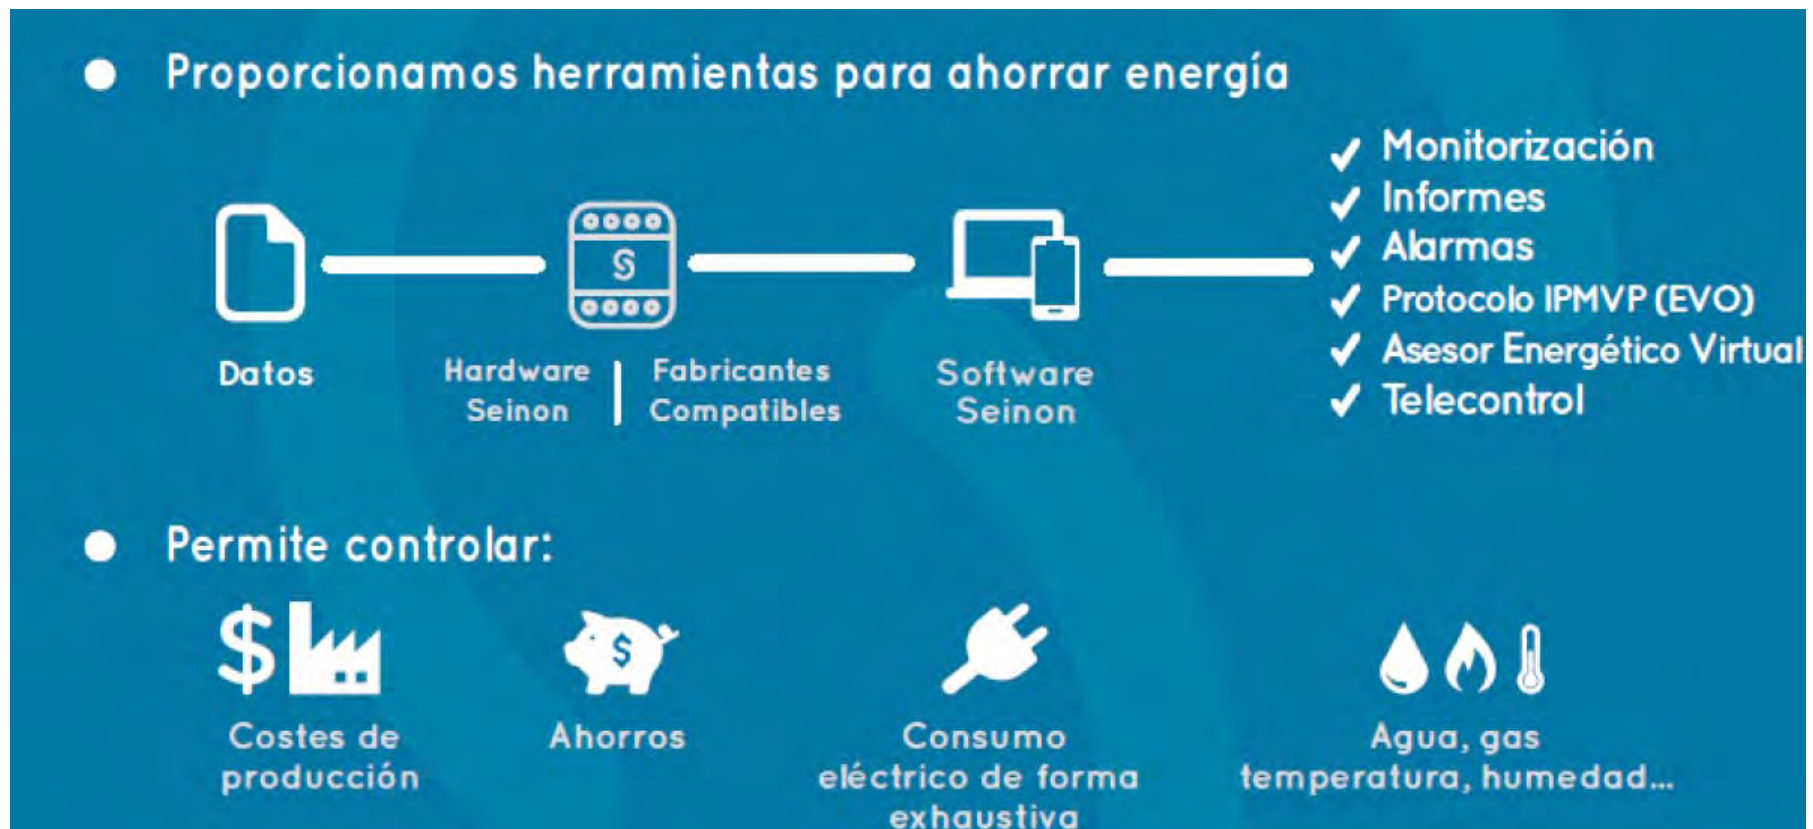 Proporcionamos herramientas para ahorrar energía
Monitorización
Informes
Alarmas
Protocolo IPMVP (EVO)
Asesor Energético Virtual
Telecontrol
S
Datos
Hardware
Seinon
Fabricantes
Compatibles
Software
Seinon
Permite controlar:
$
$
Costes de
producción
Ahorros
Consumo
eléctrico de forma
exhaustiva
Agua, gas
temperatura, humedad...